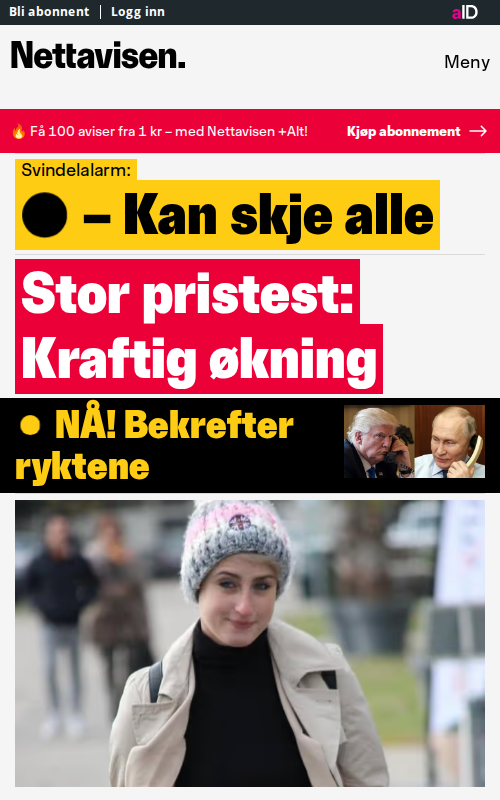 Bli abonnent | Logg inn
aID
Nettavisen.
Meny
🔥 Få 100 aviser fra 1 kr – med Nettavisen +Alt!
Kjøp abonnement →
Svindelalarm:
– Kan skje alle
Stor pristest:
Kraftig økning
NÅ! Bekrefter
ryktene